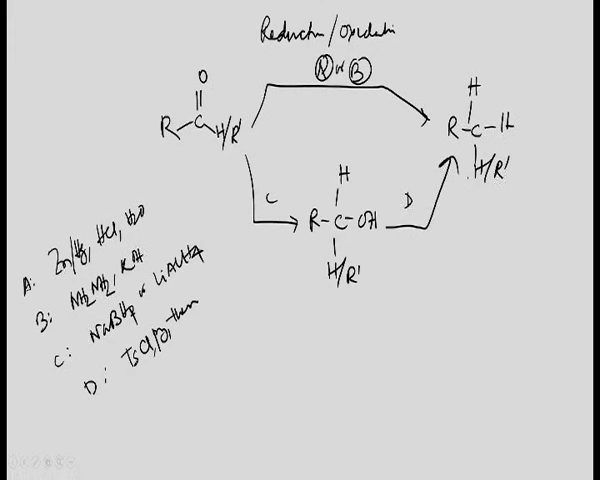 Reduction/oxidation
A or B
O
R-C-H/R'
H
R-C-H
H/R'
C
H
R-C-OH
H/R'
D
A: Zn/Hg, HCl, H2O
B: NH2NH2, KOH
C: NaBH4 or LiAlH4
D: TsCl, py, then